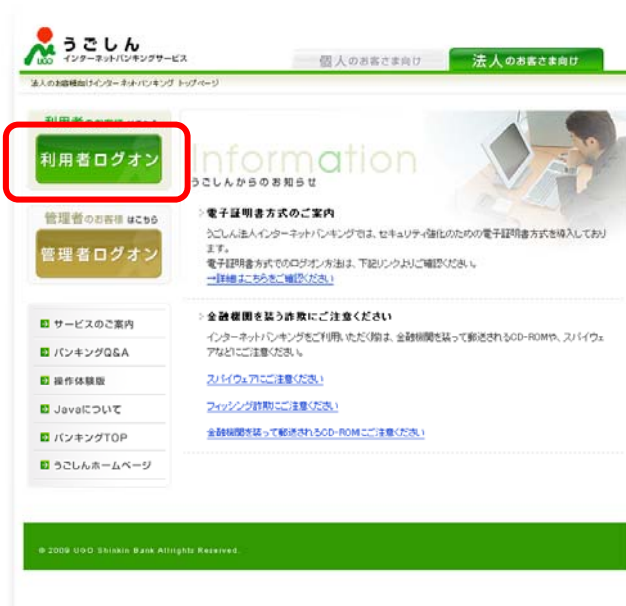 うごしん
UGO インターネットバンキングサービス
個人のお客さま向け
法人のお客さま向け
法人のお客様向けインターネットバンキング トップページ
利用者のお客様 はこちら
利用者ログオン
管理者のお客様 はこちら
管理者ログオン
サービスのご案内
バンキングQ&A
操作体験版
Javaについて
バンキングTOP
うごしんホームページ
Information
うごしんからのお知らせ
電子証明書方式のご案内
うごしん法人インターネットバンキングでは、セキュリティ強化のための電子証明書方式を導入しており
ます。
電子証明書方式でのログオン方法は、下記リンクよりご確認ください。
→詳細はこちらをご確認ください
金融機関を装う詐欺にご注意ください
インターネットバンキングをご利用いただく際は、金融機関を装って郵送されるCD-ROMや、スパイウェ
アなどにご注意ください。
スパイウェアにご注意ください
フィッシング詐欺にご注意ください
金融機関を装って郵送されるCD-ROMにご注意ください
© 2009 UGO Shinkin Bank Allrights Reserved.